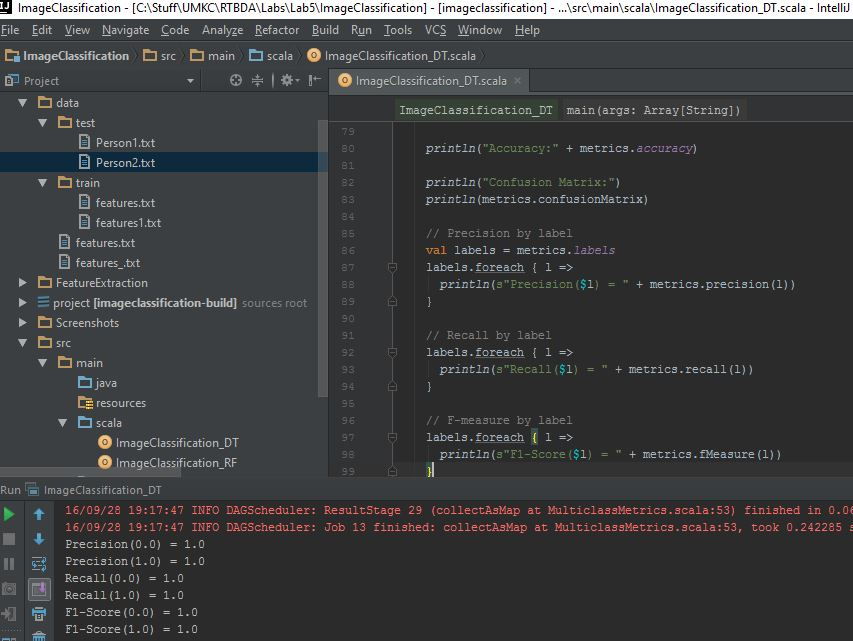 ImageClassification - [C:\Stuff\UMKC\RTBDA\Labs\Lab5\ImageClassification] - [imageclassification] - ...\src\main\scala\ImageClassification_DT.scala - IntelliJ
File Edit View Navigate Code Analyze Refactor Build Run Tools VCS Window Help
ImageClassification src main scala ImageClassification_DT.scala
Project
ImageClassification_DT.scala
data
test
Person1.txt
Person2.txt
train
features.txt
features1.txt
features.txt
features_.txt
FeatureExtraction
project [imageclassification-build] sources root
Screenshots
src
main
java
resources
scala
ImageClassification_DT
ImageClassification_RF
ImageClassification_DT main(args: Array[String])
79
80 println("Accuracy:" + metrics.accuracy)
81
82 println("Confusion Matrix:")
83 println(metrics.confusionMatrix)
84
85 // Precision by label
86 val labels = metrics.labels
87 labels.foreach { l =>
88 println(s"Precision($l) = " + metrics.precision(l))
89 }
90
91 // Recall by label
92 labels.foreach { l =>
93 println(s"Recall($l) = " + metrics.recall(l))
94 }
95
96 // F-measure by label
97 labels.foreach { l =>
98 println(s"F1-Score($l) = " + metrics.fMeasure(l))
99 }
Run ImageClassification_DT
16/09/28 19:17:47 INFO DAGScheduler: ResultStage 29 (collectAsMap at MulticlassMetrics.scala:53) finished in 0.06
16/09/28 19:17:47 INFO DAGScheduler: Job 13 finished: collectAsMap at MulticlassMetrics.scala:53, took 0.242285 s
Precision(0.0) = 1.0
Precision(1.0) = 1.0
Recall(0.0) = 1.0
Recall(1.0) = 1.0
F1-Score(0.0) = 1.0
F1-Score(1.0) = 1.0